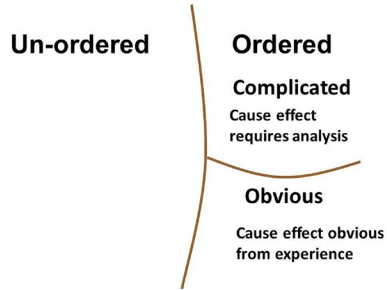 Un-ordered
Ordered
Complicated
Cause effect
requires analysis
Obvious
Cause effect obvious
from experience